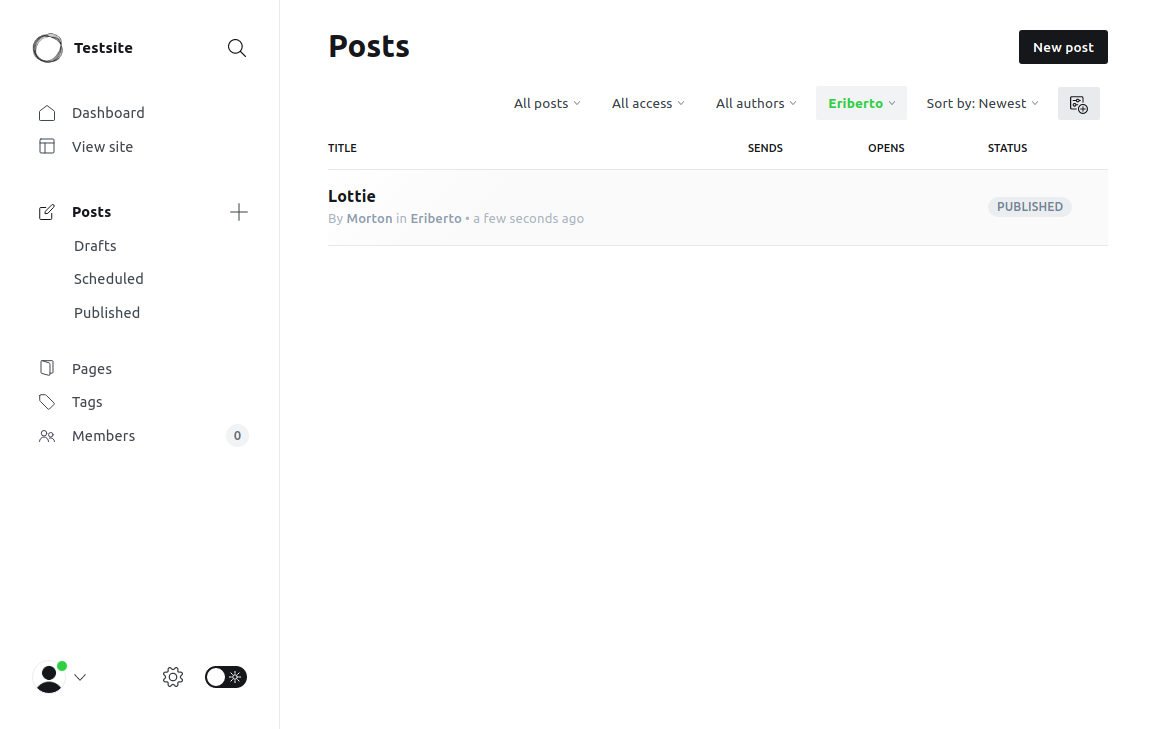 Testsite
Dashboard
View site
Posts
Drafts
Scheduled
Published
Pages
Tags
Members 0
Posts
New post
All posts All access All authors Eriberto Sort by: Newest
TITLE SENDS OPENS STATUS
Lottie
By Morton in Eriberto • a few seconds ago
PUBLISHED